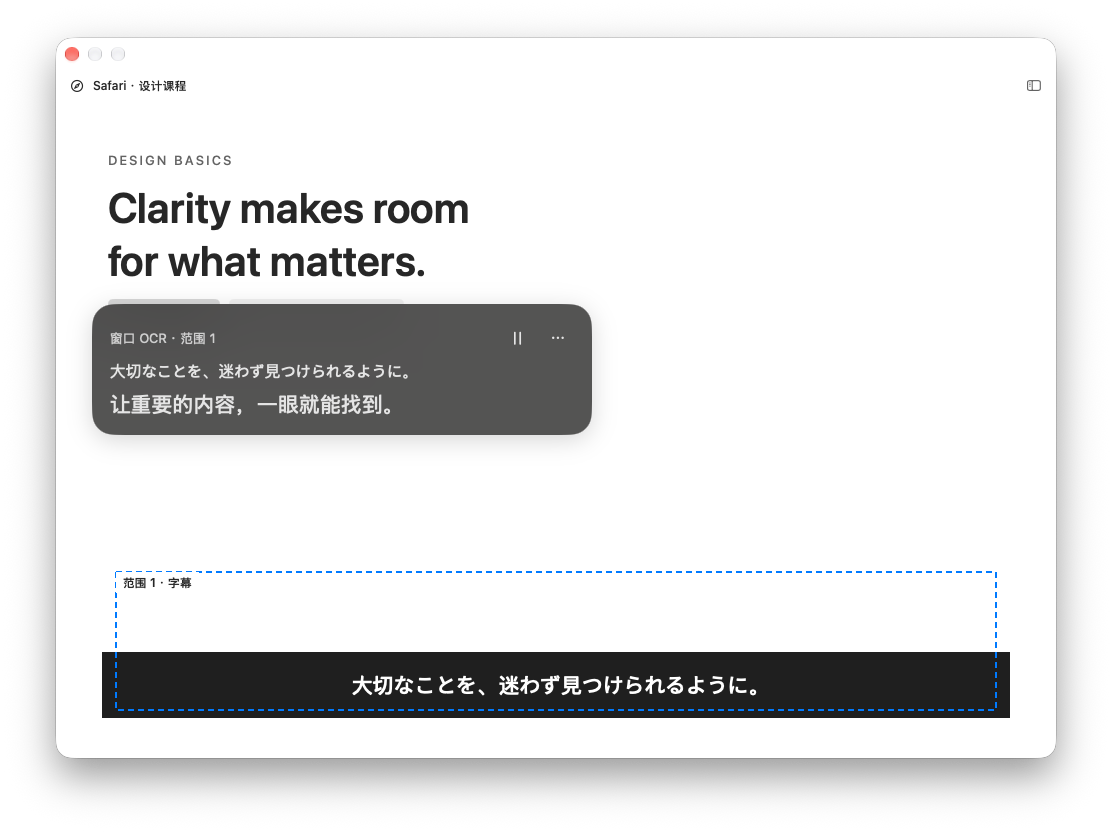 Safari · 设计课程
DESIGN BASICS
Clarity makes room
for what matters.
窗口 OCR · 范围 1
大切なことを、迷わず見つけられるように。
让重要的内容，一眼就能找到。
范围 1 · 字幕
大切なことを、迷わず見つけられるように。